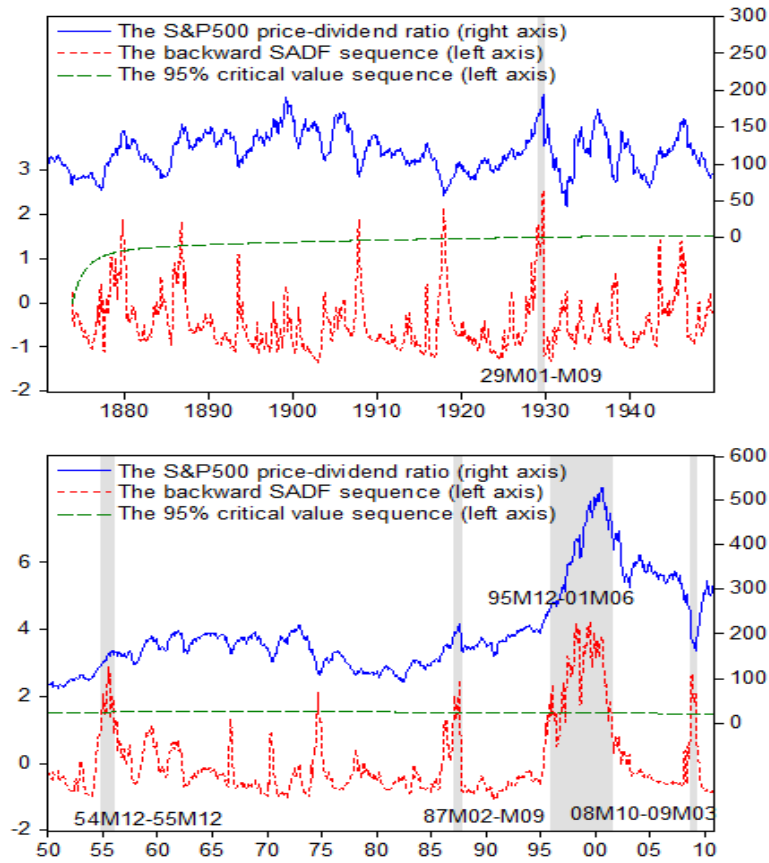 300
The S&P500 price-dividend ratio (right axis)
The backward SADF sequence (left axis)
250
The 95% critical value sequence (left axis)
200
150
3
100
2
50
1
0
0
-1
-2
29M01-M09
1880 1890 1900 1910 1920 1930 1940
600
The S&P500 price-dividend ratio (right axis)
The backward SADF sequence (left axis)
500
The 95% critical value sequence (left axis)
6
400
300
95M12-01M06
4
200
100
2
0
0
54M12-55M12 87M02-M09 08M10-09M03
-2
50 55 60 65 70 75 80 85 90 95 00 05 10